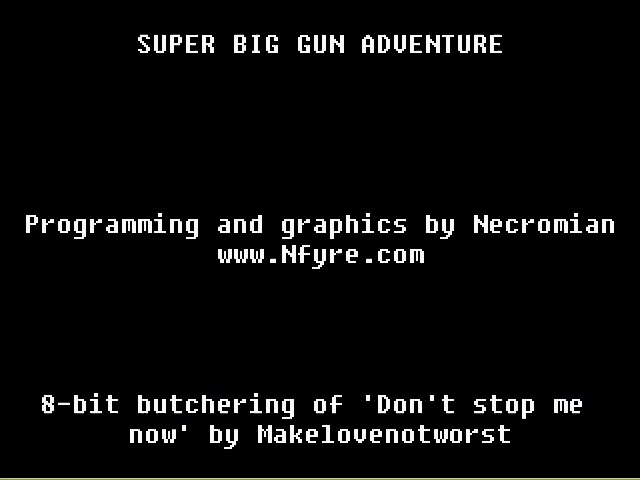 SUPER BIG GUN ADVENTURE
Programming and graphics by Necromian
www.Nfyre.com
8-bit butchering of 'Don't stop me
now' by Makelovenotworst